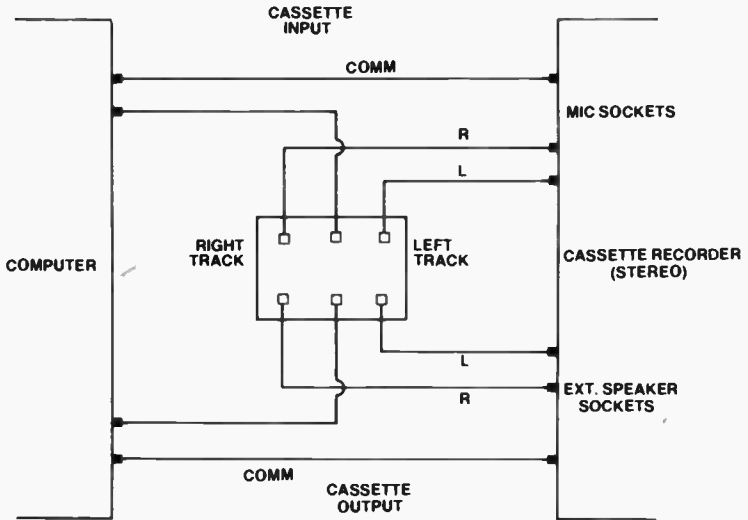 CASSETTE
INPUT
COMM
MIC SOCKETS
R
L
RIGHT
TRACK
LEFT
TRACK
COMPUTER
CASSETTE RECORDER
(STEREO)
L
R
EXT. SPEAKER
SOCKETS
COMM
CASSETTE
OUTPUT